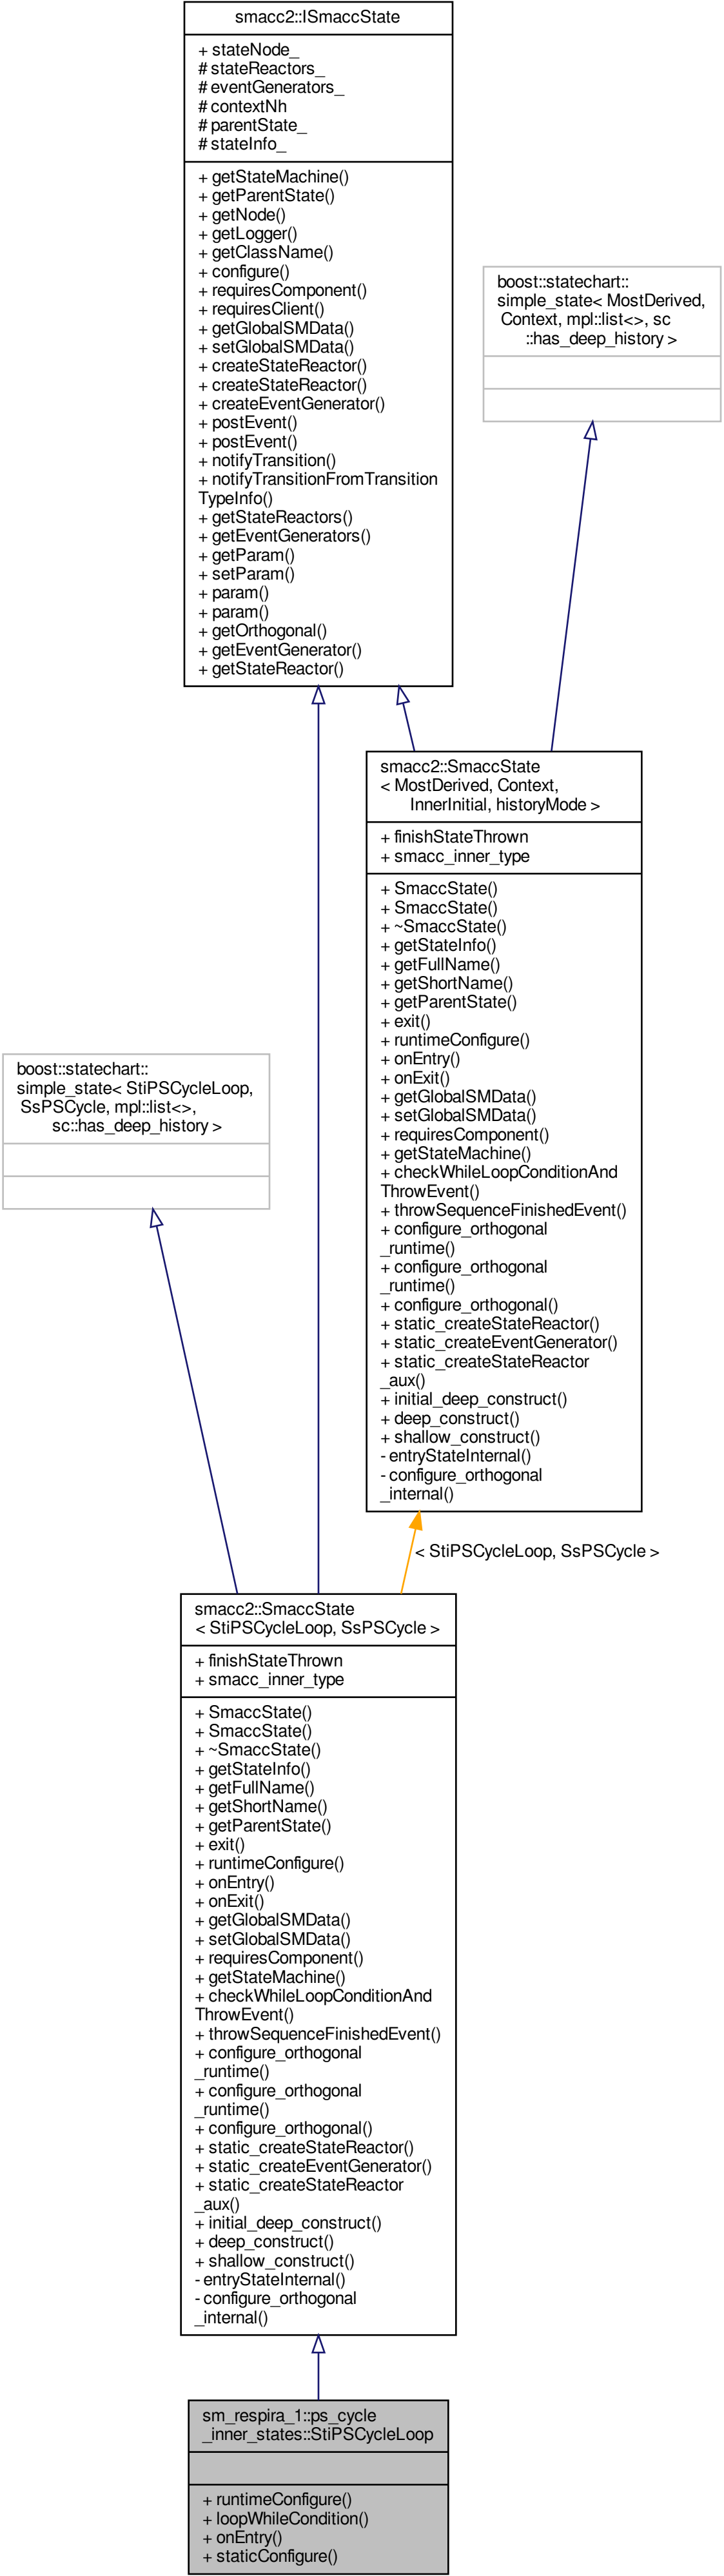 smacc2::ISmaccState
+ stateNode_
# stateReactors_
# eventGenerators_
# contextNh
# parentState_
# stateInfo_
+ getStateMachine()
+ getParentState()
+ getNode()
+ getLogger()
+ getClassName()
+ configure()
+ requiresComponent()
+ requiresClient()
+ getGlobalSMData()
+ setGlobalSMData()
+ createStateReactor()
+ createStateReactor()
+ createEventGenerator()
+ postEvent()
+ postEvent()
+ notifyTransition()
+ notifyTransitionFromTransition
TypeInfo()
+ getStateReactors()
+ getEventGenerators()
+ getParam()
+ setParam()
+ param()
+ param()
+ getOrthogonal()
+ getEventGenerator()
+ getStateReactor()
boost::statechart::
simple_state< MostDerived,
Context, mpl::list<>, sc
::has_deep_history >
smacc2::SmaccState
< MostDerived, Context,
InnerInitial, historyMode >
+ finishStateThrown
+ smacc_inner_type
+ SmaccState()
+ SmaccState()
+ ~SmaccState()
+ getStateInfo()
+ getFullName()
+ getShortName()
+ getParentState()
+ exit()
+ runtimeConfigure()
+ onEntry()
+ onExit()
+ getGlobalSMData()
+ setGlobalSMData()
+ requiresComponent()
+ getStateMachine()
+ checkWhileLoopConditionAnd
ThrowEvent()
+ throwSequenceFinishedEvent()
+ configure_orthogonal
_runtime()
+ configure_orthogonal
_runtime()
+ configure_orthogonal()
+ static_createStateReactor()
+ static_createEventGenerator()
+ static_createStateReactor
_aux()
+ initial_deep_construct()
+ deep_construct()
+ shallow_construct()
- entryStateInternal()
- configure_orthogonal
_internal()
boost::statechart::
simple_state< StiPSCycleLoop,
SsPSCycle, mpl::list<>,
sc::has_deep_history >
< StiPSCycleLoop, SsPSCycle >
smacc2::SmaccState
< StiPSCycleLoop, SsPSCycle >
+ finishStateThrown
+ smacc_inner_type
+ SmaccState()
+ SmaccState()
+ ~SmaccState()
+ getStateInfo()
+ getFullName()
+ getShortName()
+ getParentState()
+ exit()
+ runtimeConfigure()
+ onEntry()
+ onExit()
+ getGlobalSMData()
+ setGlobalSMData()
+ requiresComponent()
+ getStateMachine()
+ checkWhileLoopConditionAnd
ThrowEvent()
+ throwSequenceFinishedEvent()
+ configure_orthogonal
_runtime()
+ configure_orthogonal
_runtime()
+ configure_orthogonal()
+ static_createStateReactor()
+ static_createEventGenerator()
+ static_createStateReactor
_aux()
+ initial_deep_construct()
+ deep_construct()
+ shallow_construct()
- entryStateInternal()
- configure_orthogonal
_internal()
sm_respira_1::ps_cycle
_inner_states::StiPSCycleLoop
+ runtimeConfigure()
+ loopWhileCondition()
+ onEntry()
+ staticConfigure()